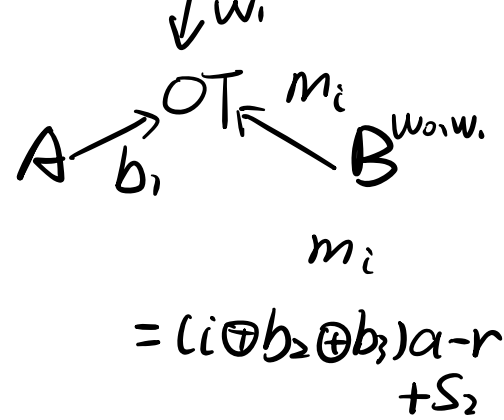 w₁
OT
mᵢ
A
b₁
B w₀,w₁
mᵢ
= (i⊕b₂⊕b₃)a-r
+S₂